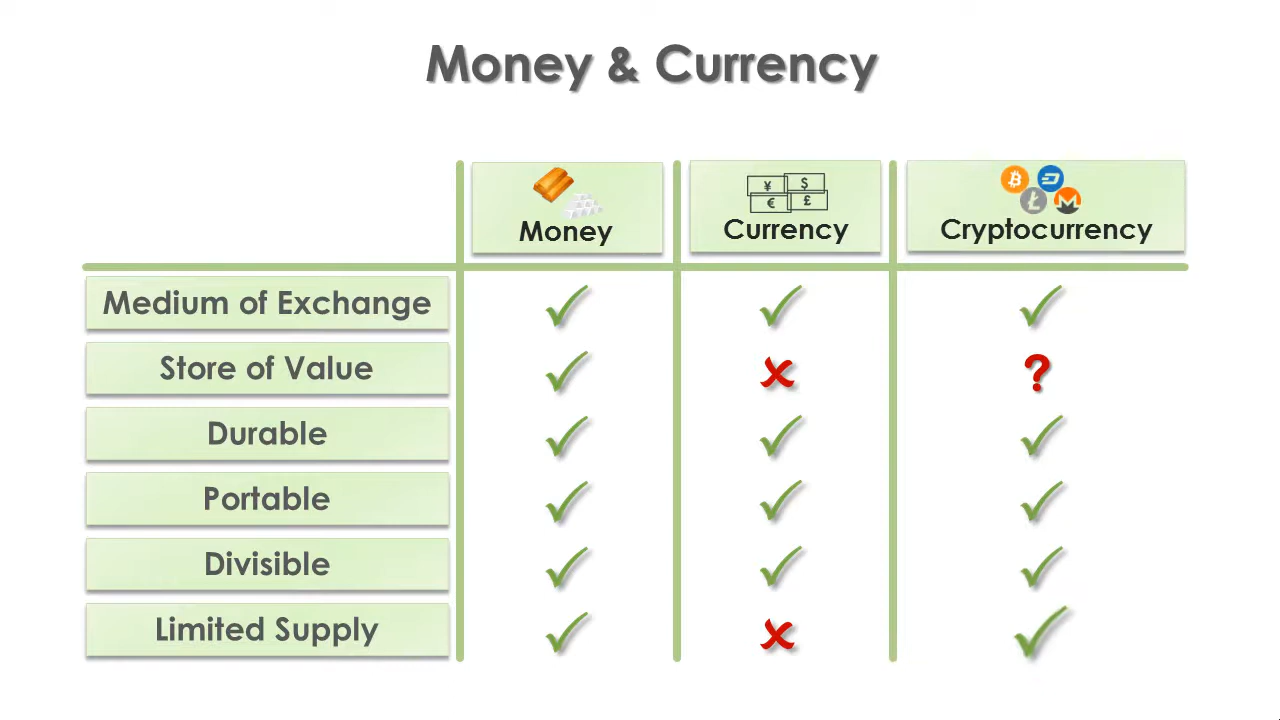 Money & Currency
Money
Currency
Cryptocurrency
¥ $
€ £
Medium of Exchange
Store of Value
?
Durable
Portable
Divisible
Limited Supply